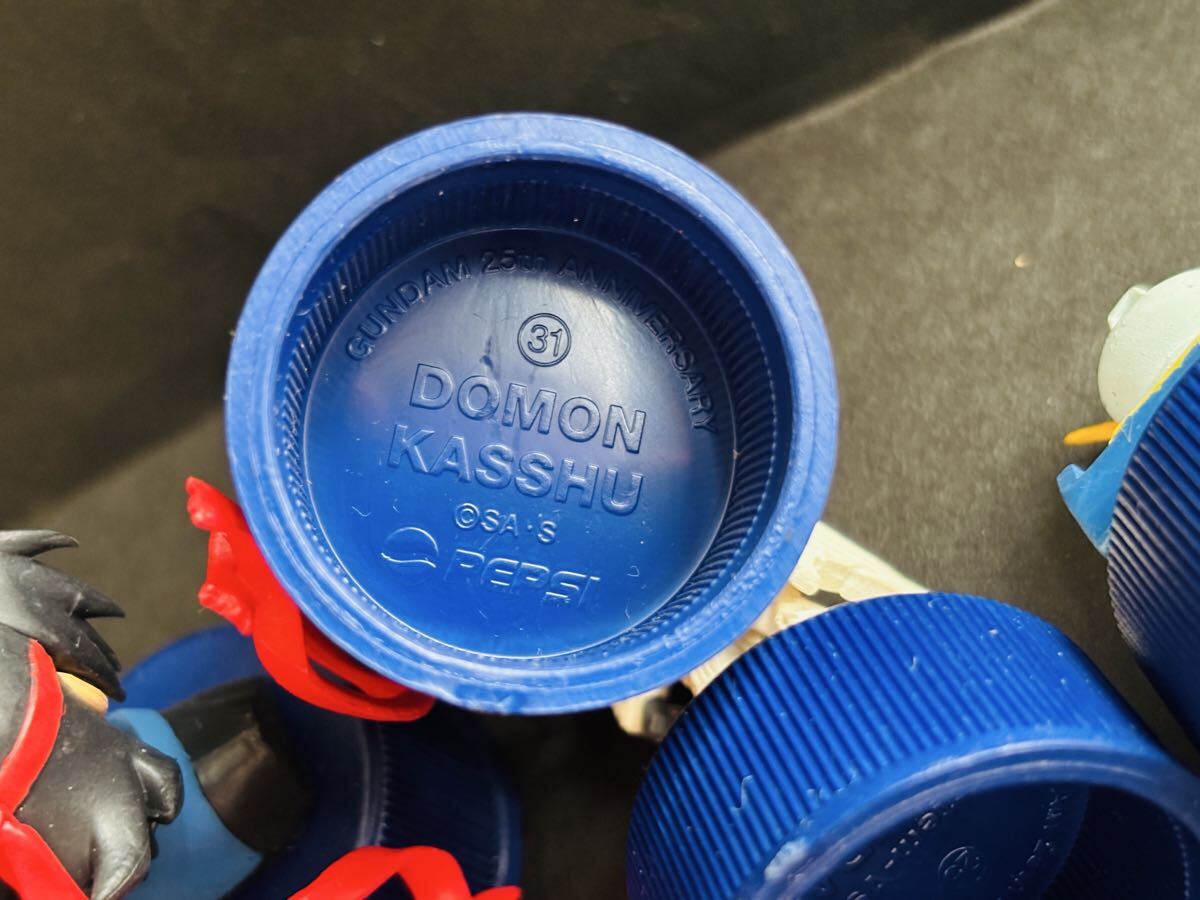 GUNDAM 25th ANNIVERSARY
31
DOMON
KASSHU
©SA・S
PEPSI